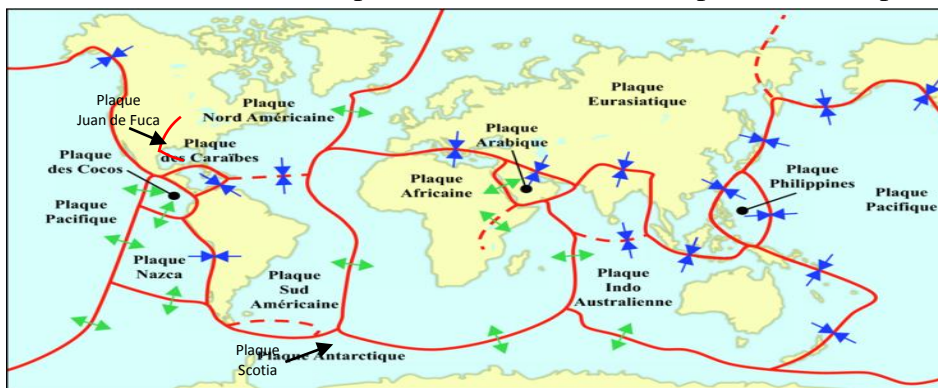 Plaque
Juan de Fuca
Plaque
Nord Américaine
Plaque
des Caraïbes
Plaque
des Cocos
Plaque
Pacifique
Plaque
Nazca
Plaque
Sud
Américaine
Plaque
Scotia
Plaque Antarctique
Plaque
Africaine
Plaque
Arabique
Plaque
Eurasiatique
Plaque
Indo
Australienne
Plaque
Philippines
Plaque
Pacifique